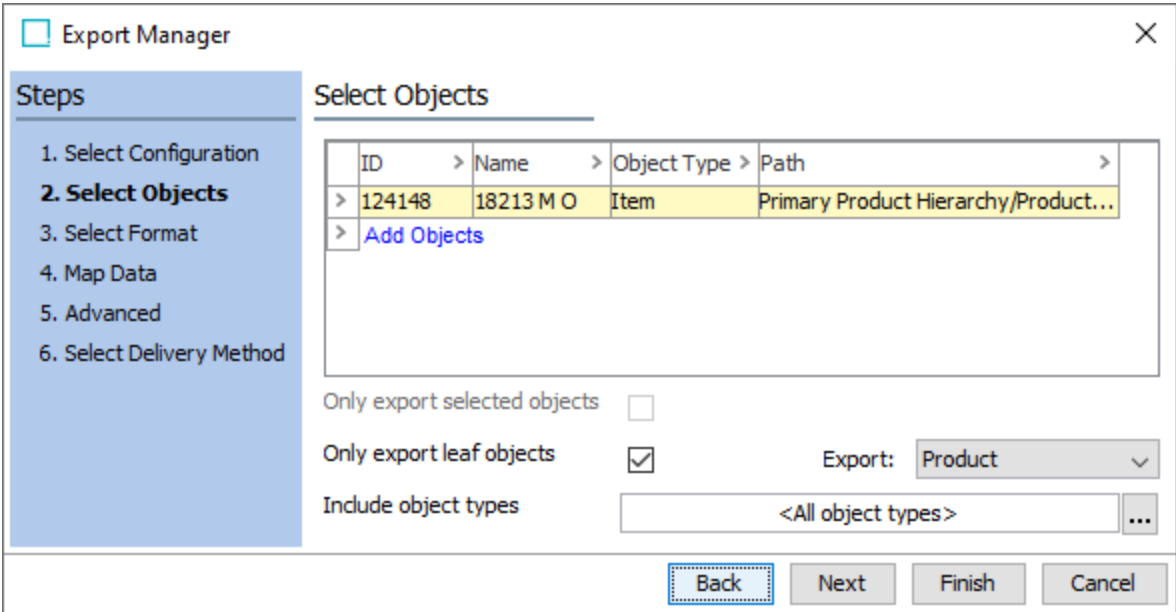 Export Manager
Steps
1. Select Configuration
2. Select Objects
3. Select Format
4. Map Data
5. Advanced
6. Select Delivery Method
Select Objects
ID > Name > Object Type > Path >
> 124148 18213 M O Item Primary Product Hierarchy/Product...
> Add Objects
Only export selected objects
Only export leaf objects Export: Product
Include object types <All object types> ...
Back Next Finish Cancel